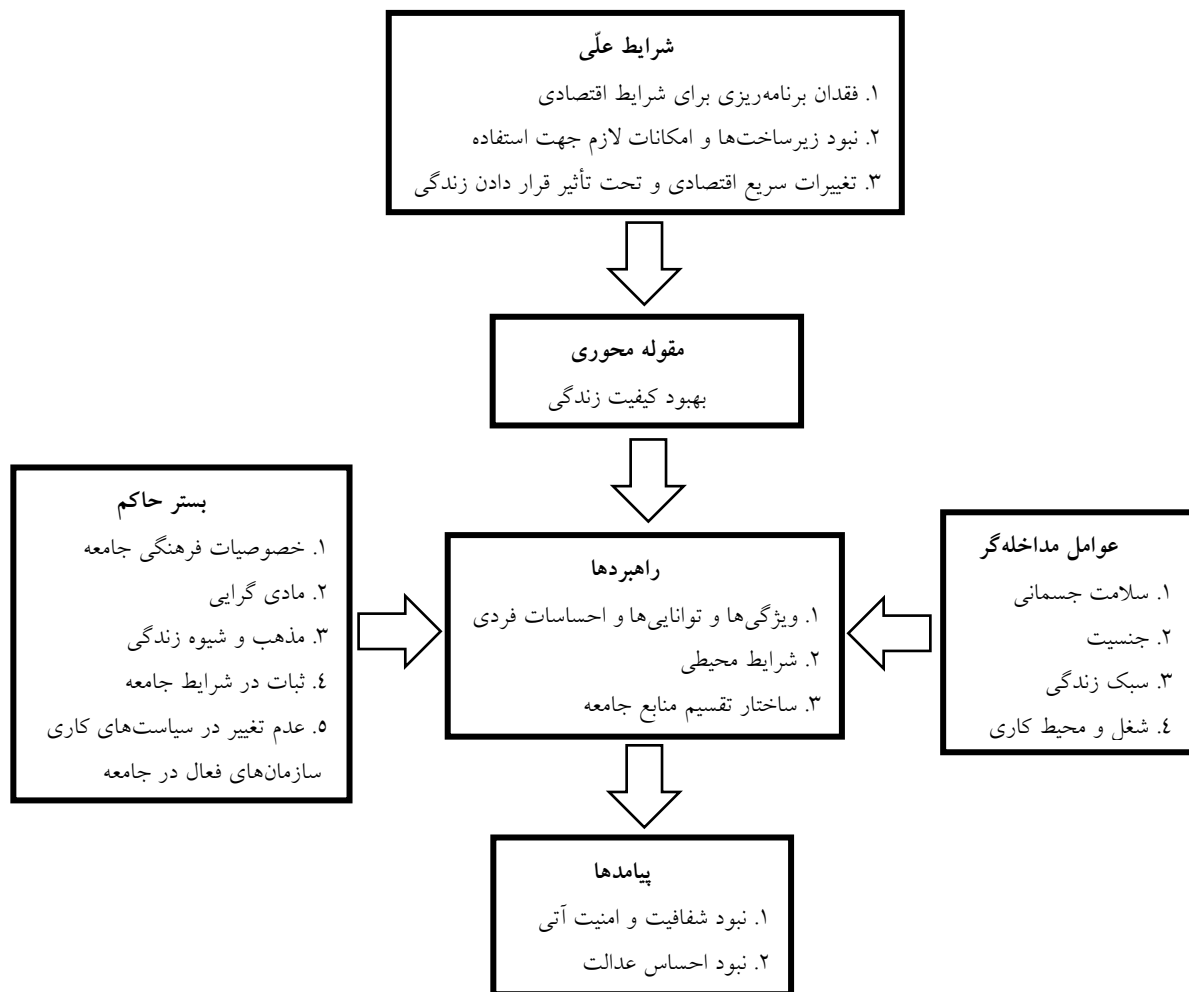 شرایط علّی
۱. فقدان برنامه‌ریزی برای شرایط اقتصادی
۲. نبود زیرساخت‌ها و امکانات لازم جهت استفاده
۳. تغییرات سریع اقتصادی و تحت تأثیر قرار دادن زندگی
مقوله محوری
بهبود کیفیت زندگی
عوامل مداخله‌گر
۱. سلامت جسمانی
۲. جنسیت
۳. سبک زندگی
٤. شغل و محیط کاری
راهبردها
۱. ویژگی‌ها و توانایی‌ها و احساسات فردی
۲. شرایط محیطی
۳. ساختار تقسیم منابع جامعه
بستر حاکم
۱. خصوصیات فرهنگی جامعه
۲. مادی گرایی
۳. مذهب و شیوه زندگی
٤. ثبات در شرایط جامعه
۵. عدم تغییر در سیاست‌های کاری
سازمان‌های فعال در جامعه
پیامدها
۱. نبود شفافیت و امنیت آتی
۲. نبود احساس عدالت